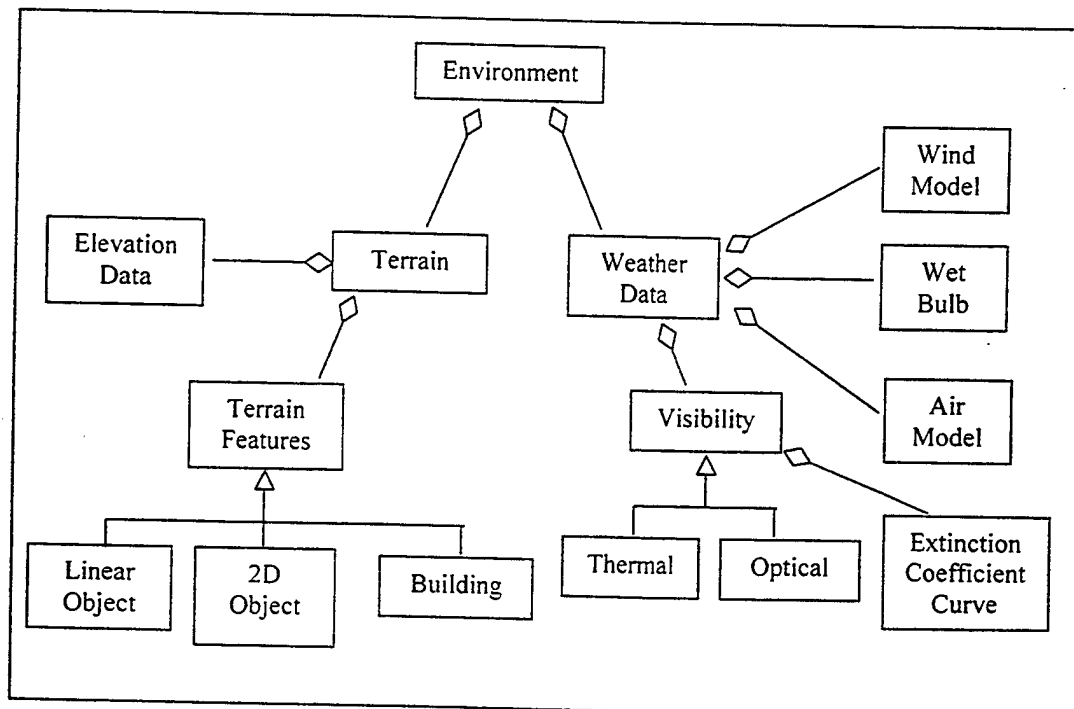 Environment
Wind
Model
Elevation
Data
Terrain
Weather
Data
Wet
Bulb
Terrain
Features
Visibility
Air
Model
Linear
Object
2D
Object
Building
Thermal
Optical
Extinction
Coefficient
Curve